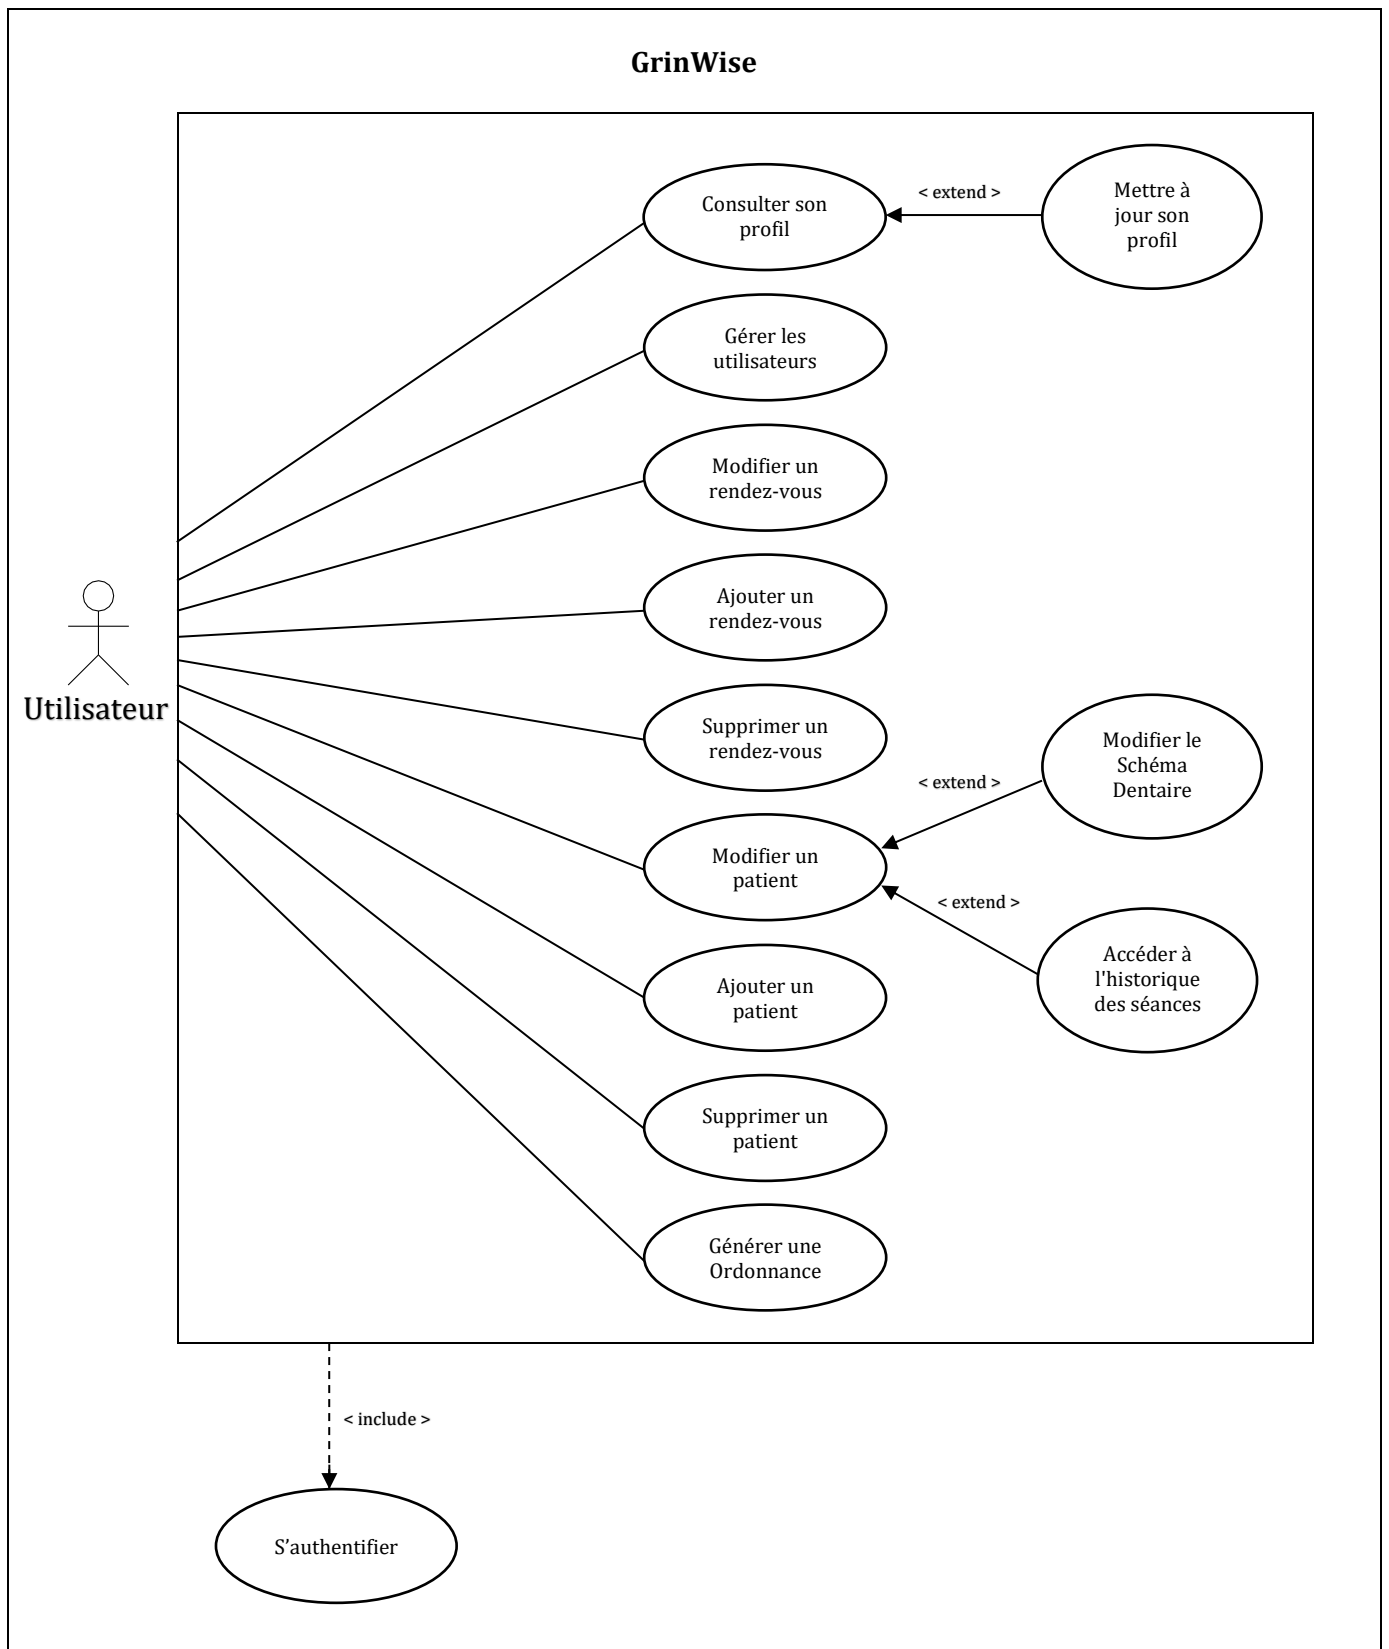 GrinWise
Consulter son
profil
< extend >
Mettre à
jour son
profil
Gérer les
utilisateurs
Modifier un
rendez-vous
Ajouter un
rendez-vous
Utilisateur
Supprimer un
rendez-vous
Modifier le
Schéma
Dentaire
< extend >
Modifier un
patient
< extend >
Accéder à
l'historique
des séances
Ajouter un
patient
Supprimer un
patient
Générer une
Ordonnance
< include >
S’authentifier